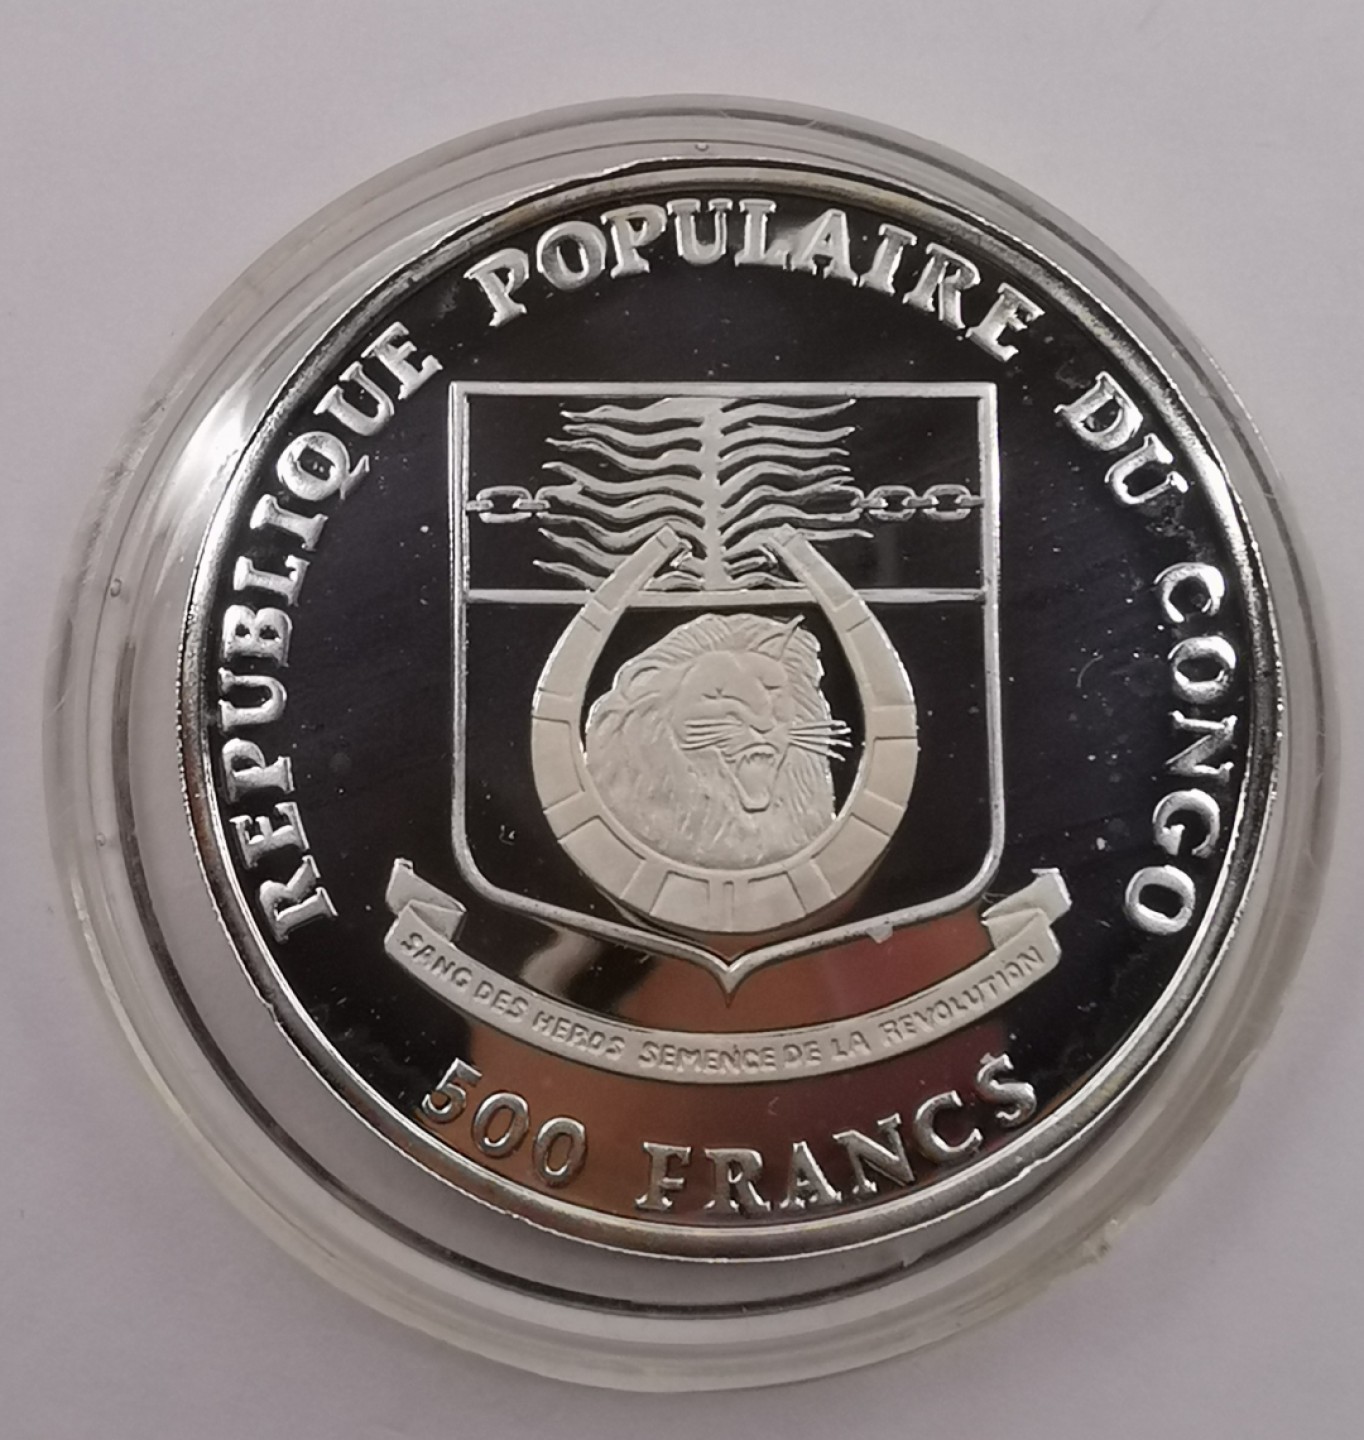 REPUBLIQUE POPULAIRE DU CONGO
SANG DES HEROS SEMENCE DE LA REVOLUTION
500 FRANCS